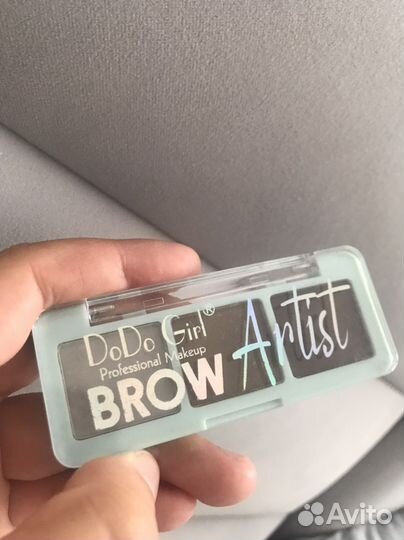 DoDo Girl®
Professional Makeup
BROW Artist
Avito